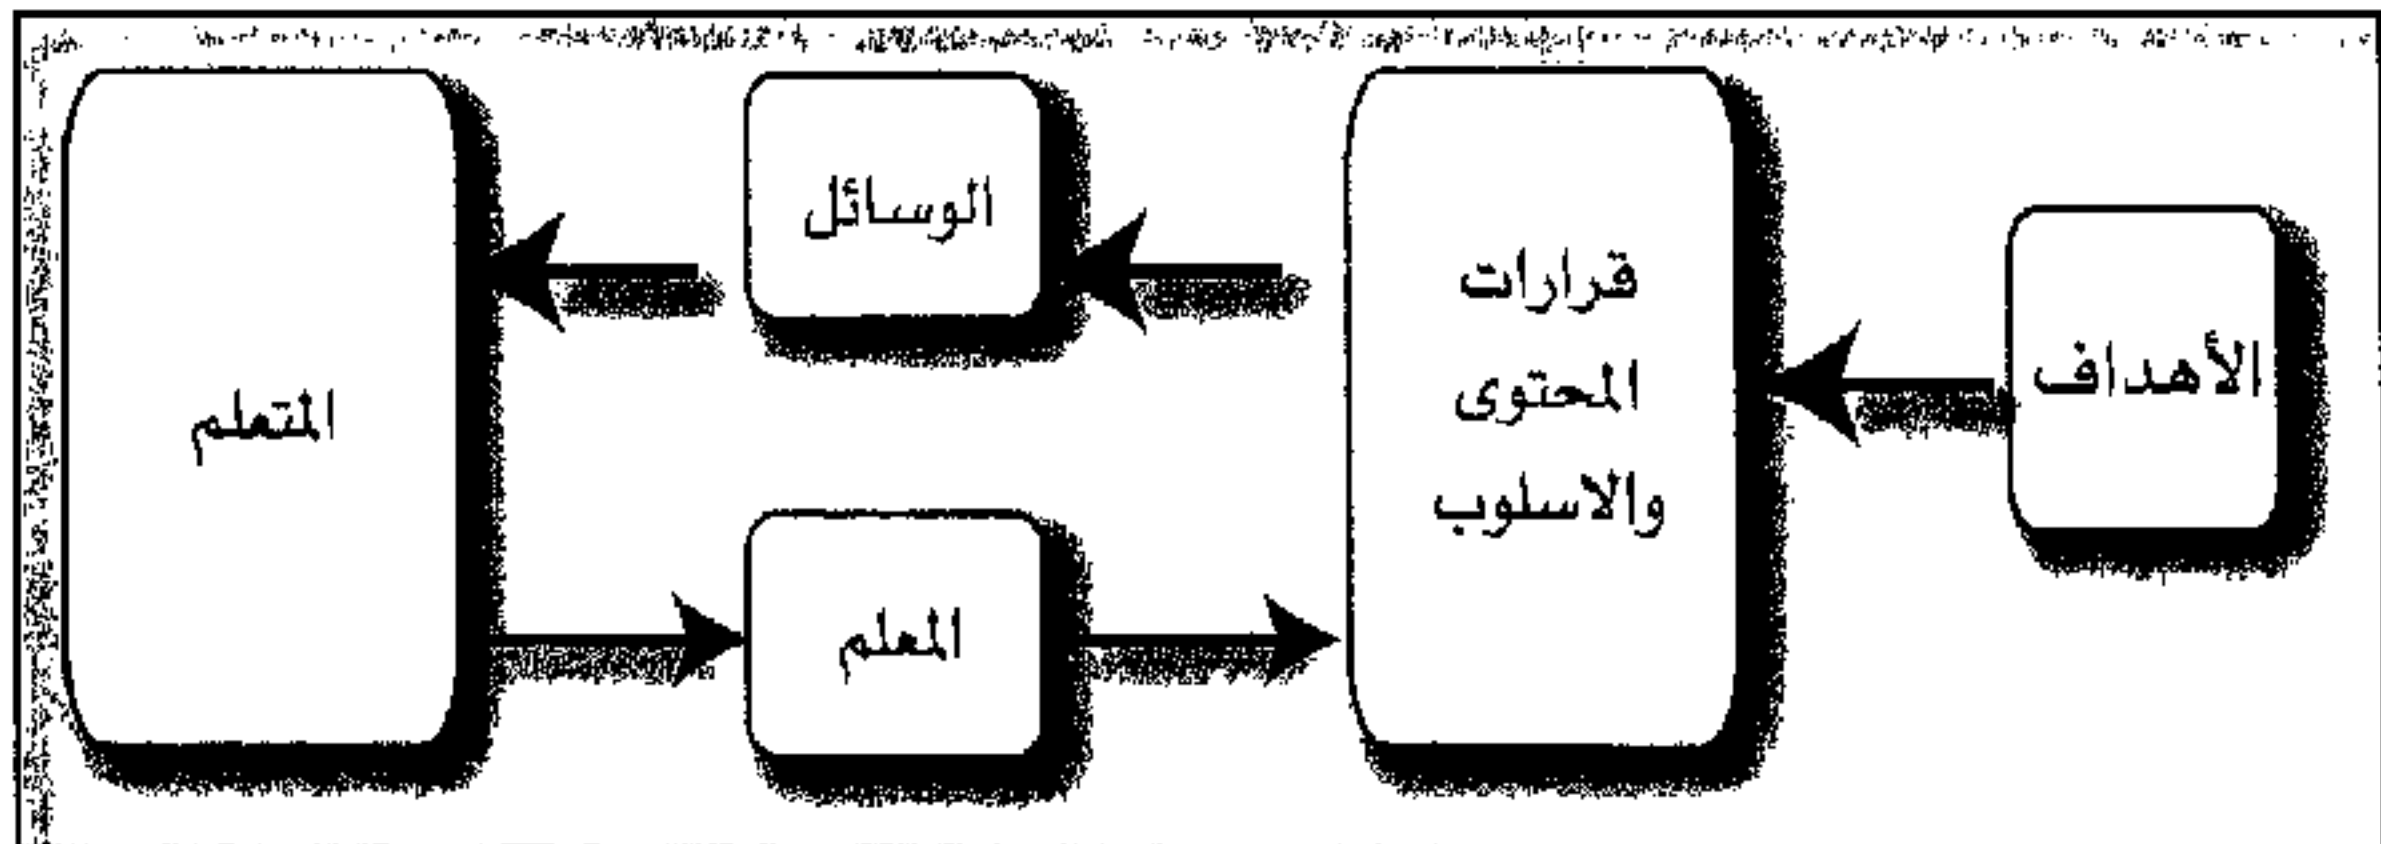 الأهداف
قرارات
المحتوى
والاسلوب
الوسائل
المعلم
المتعلم